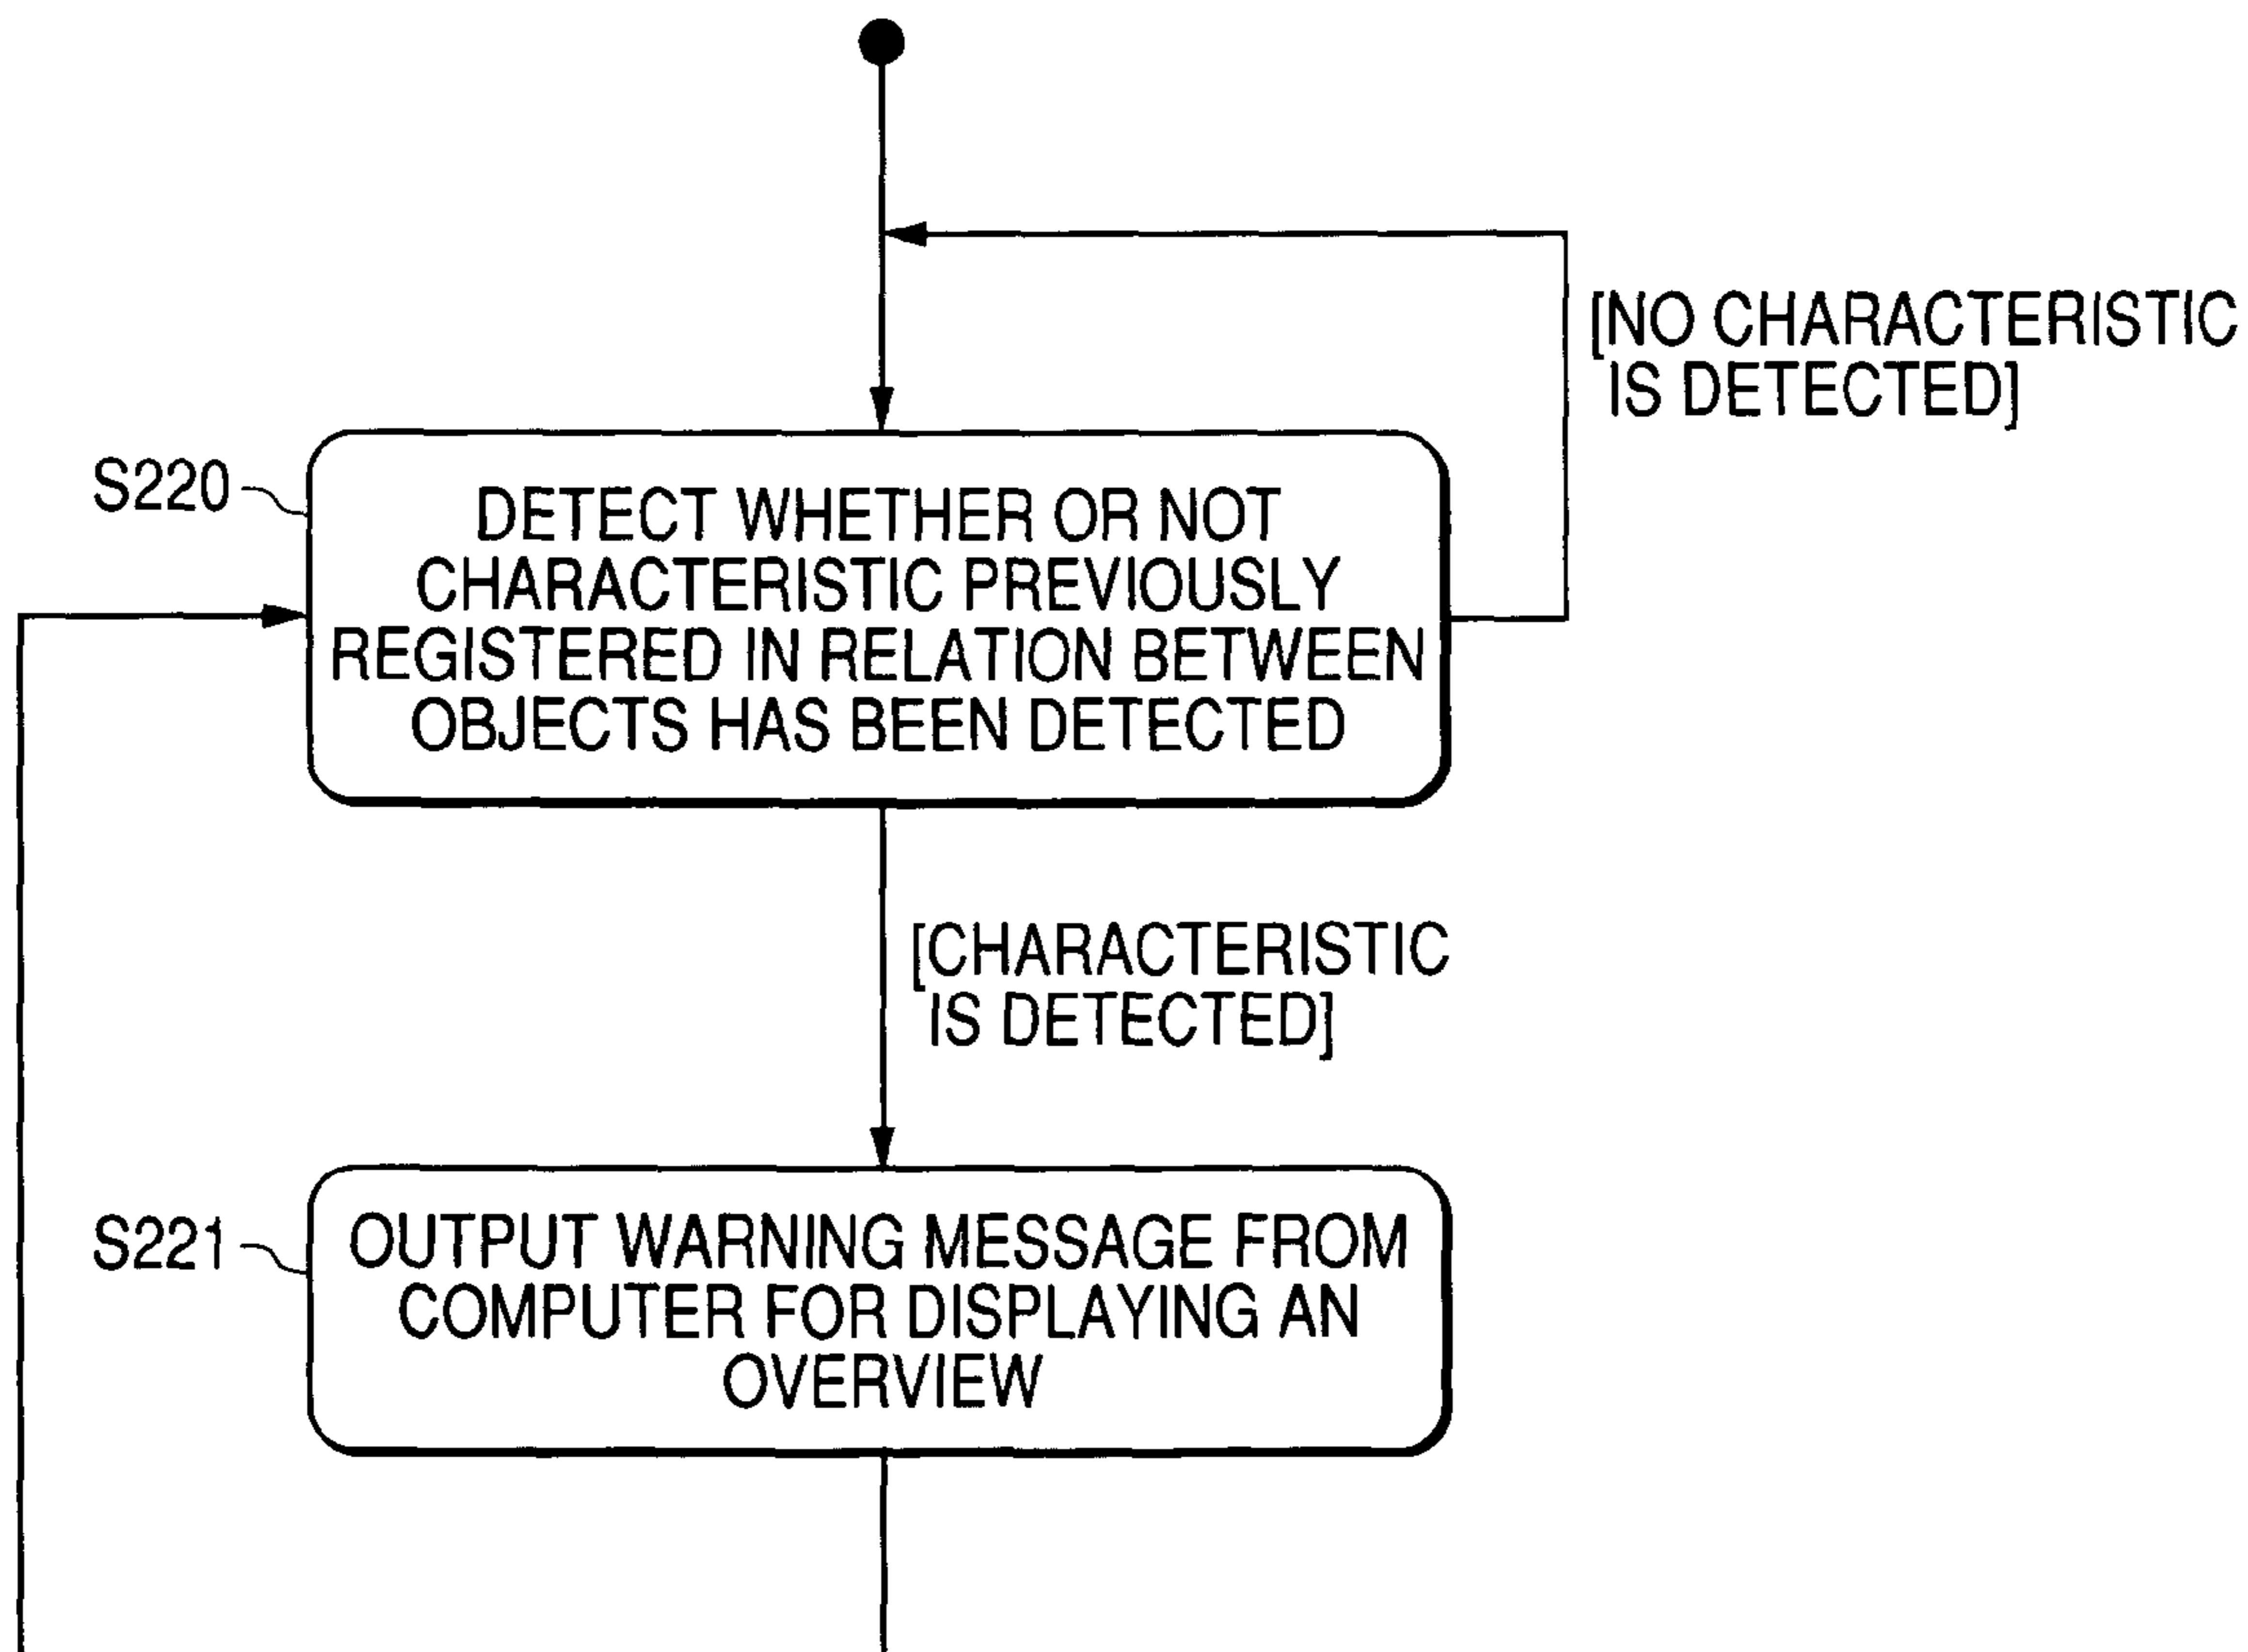 [NO CHARACTERISTIC
IS DETECTED]
S220
DETECT WHETHER OR NOT
CHARACTERISTIC PREVIOUSLY
REGISTERED IN RELATION BETWEEN
OBJECTS HAS BEEN DETECTED
[CHARACTERISTIC
IS DETECTED]
S221
OUTPUT WARNING MESSAGE FROM
COMPUTER FOR DISPLAYING AN
OVERVIEW